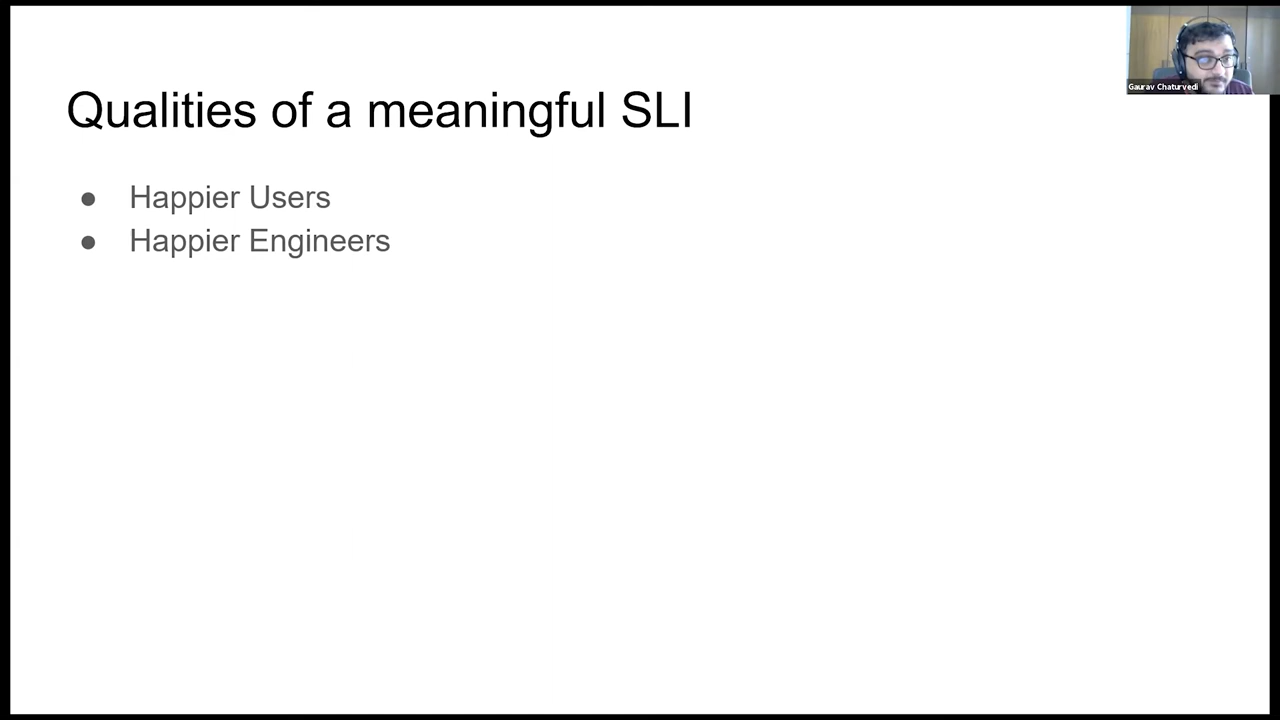 Qualities of a meaningful SLI
● Happier Users
● Happier Engineers
Gaurav Chaturvedi